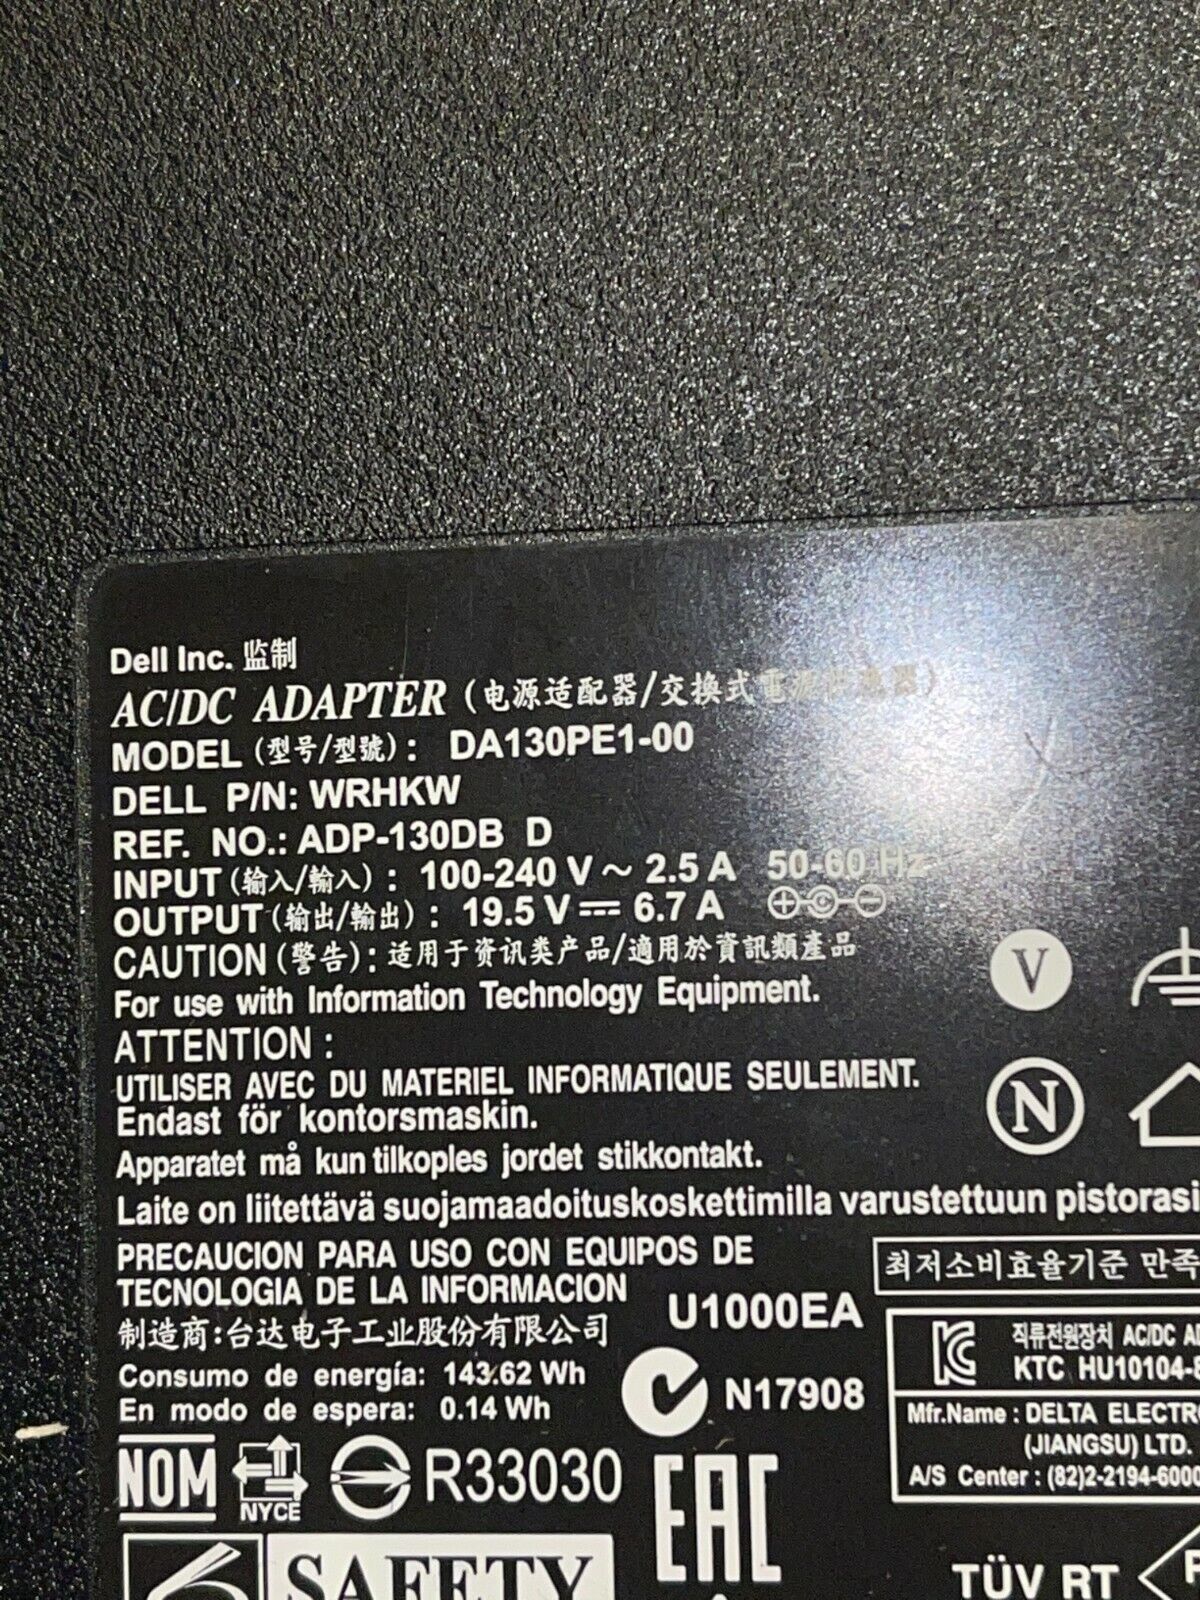 Dell Inc. 监制
AC/DC ADAPTER (电源适配器/交換式電源供應器)
MODEL (型号/型號) : DA130PE1-00
DELL P/N: WRHKW
REF. NO.: ADP-130DB D
INPUT (输入/輸入) : 100-240 V ~ 2.5 A 50-60 Hz
OUTPUT (输出/輸出) : 19.5 V ⎓ 6.7 A
CAUTION (警告) : 适用于资讯类产品/適用於資訊類產品
For use with Information Technology Equipment.
V
ATTENTION :
UTILISER AVEC DU MATERIEL INFORMATIQUE SEULEMENT.
Endast för kontorsmaskin.
N
Apparatet må kun tilkoples jordet stikkontakt.
Laite on liitettävä suojamaadoituskoskettimilla varustettuun pistorasi
PRECAUCION PARA USO CON EQUIPOS DE
TECNOLOGIA DE LA INFORMACION
최저소비효율기준 만족
U1000EA
制造商:台达电子工业股份有限公司
직류전원장치 AC/DC A
KTC HU10104-
Consumo de energía: 143.62 Wh
En modo de espera: 0.14 Wh
N17908
Mfr.Name : DELTA ELECTR
(JIANGSU) LTD.
A/S Center : (82)2-2194-6000
NOM
NYCE
R33030
EAC
SAFETY
TÜV RT